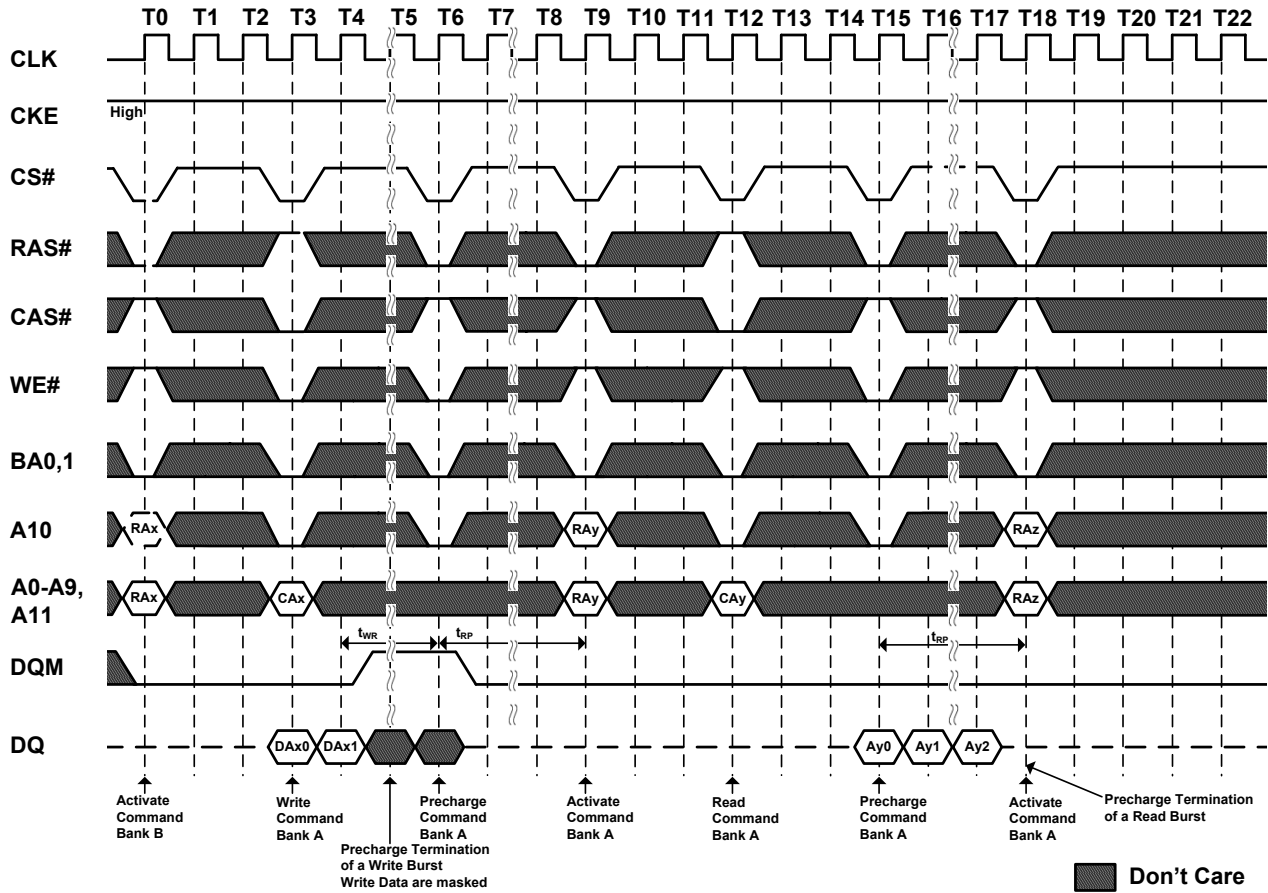 T0 T1 T2 T3 T4 T5 T6 T7 T8 T9 T10 T11 T12 T13 T14 T15 T16 T17 T18 T19 T20 T21 T22
CLK
CKE
High
CS#
RAS#
CAS#
WE#
BA0,1
A10
RAx RAy RAz
A0-A9,
A11
RAx CAx RAy CAy RAz
tWR tRP tRP
DQM
DQ
DAx0 DAx1 Ay0 Ay1 Ay2
Activate
Command
Bank B
Write
Command
Bank A
Precharge Termination
of a Write Burst
Write Data are masked
Precharge
Command
Bank A
Activate
Command
Bank A
Read
Command
Bank A
Precharge
Command
Bank A
Activate
Command
Bank A
Precharge Termination
of a Read Burst
Don't Care